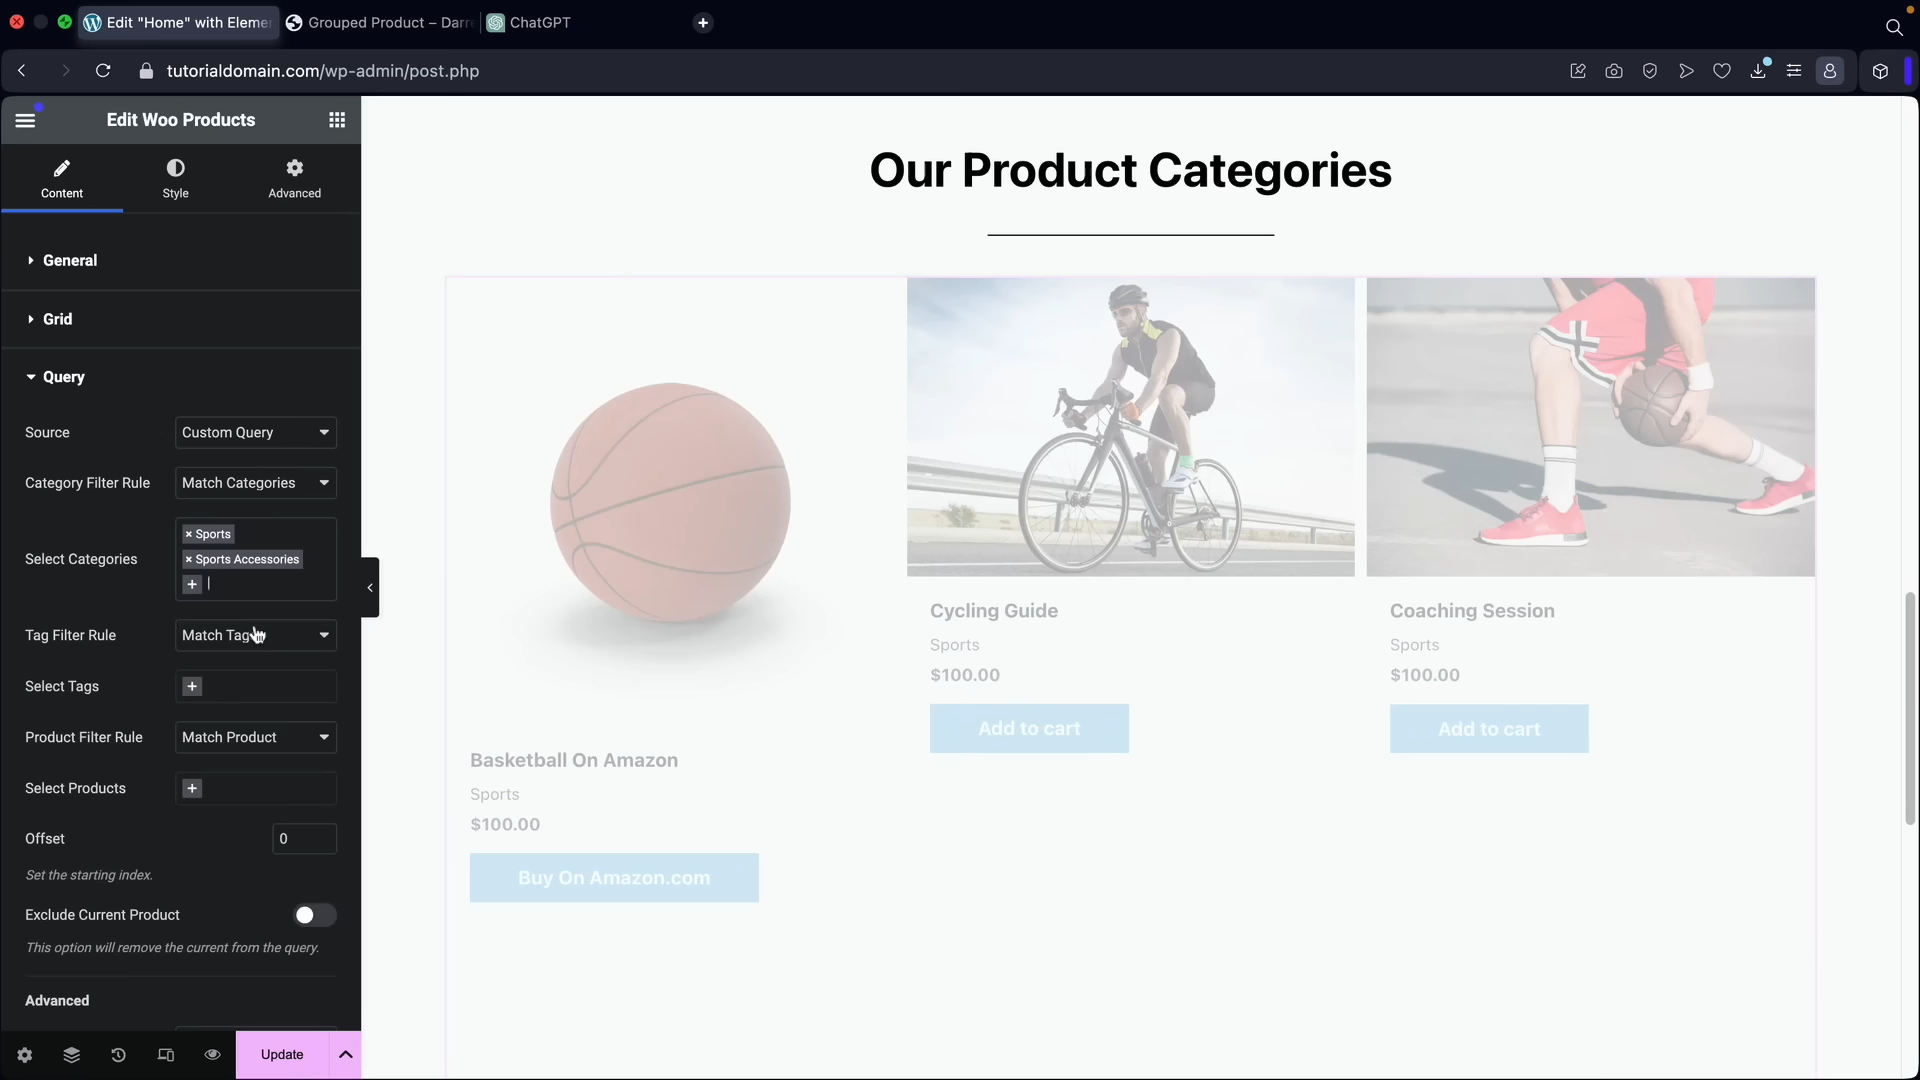 Edit "Home" with Eleme
Grouped Product – Darre
ChatGPT
tutorialdomain.com/wp-admin/post.php
Edit Woo Products
Content
Style
Advanced
General
Grid
Query
Source
Custom Query
Category Filter Rule
Match Categories
Select Categories
× Sports
× Sports Accessories
Tag Filter Rule
Match Tag
Select Tags
Product Filter Rule
Match Product
Select Products
Offset
0
Set the starting index.
Exclude Current Product
This option will remove the current from the query.
Advanced
Update
Our Product Categories
Basketball On Amazon
Sports
$100.00
Buy On Amazon.com
Cycling Guide
Sports
$100.00
Add to cart
Coaching Session
Sports
$100.00
Add to cart